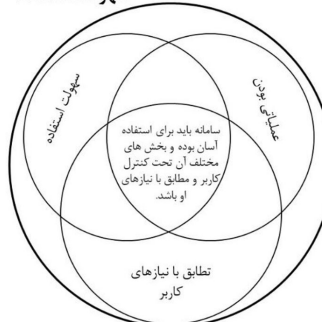 سهولت استفاده
عملیاتی بودن
سامانه باید برای استفاده
آسان بوده و بخش های
مختلف آن تحت کنترل
کاربر و مطابق با نیازهای
او باشد.
تطابق با نیازهای
کاربر